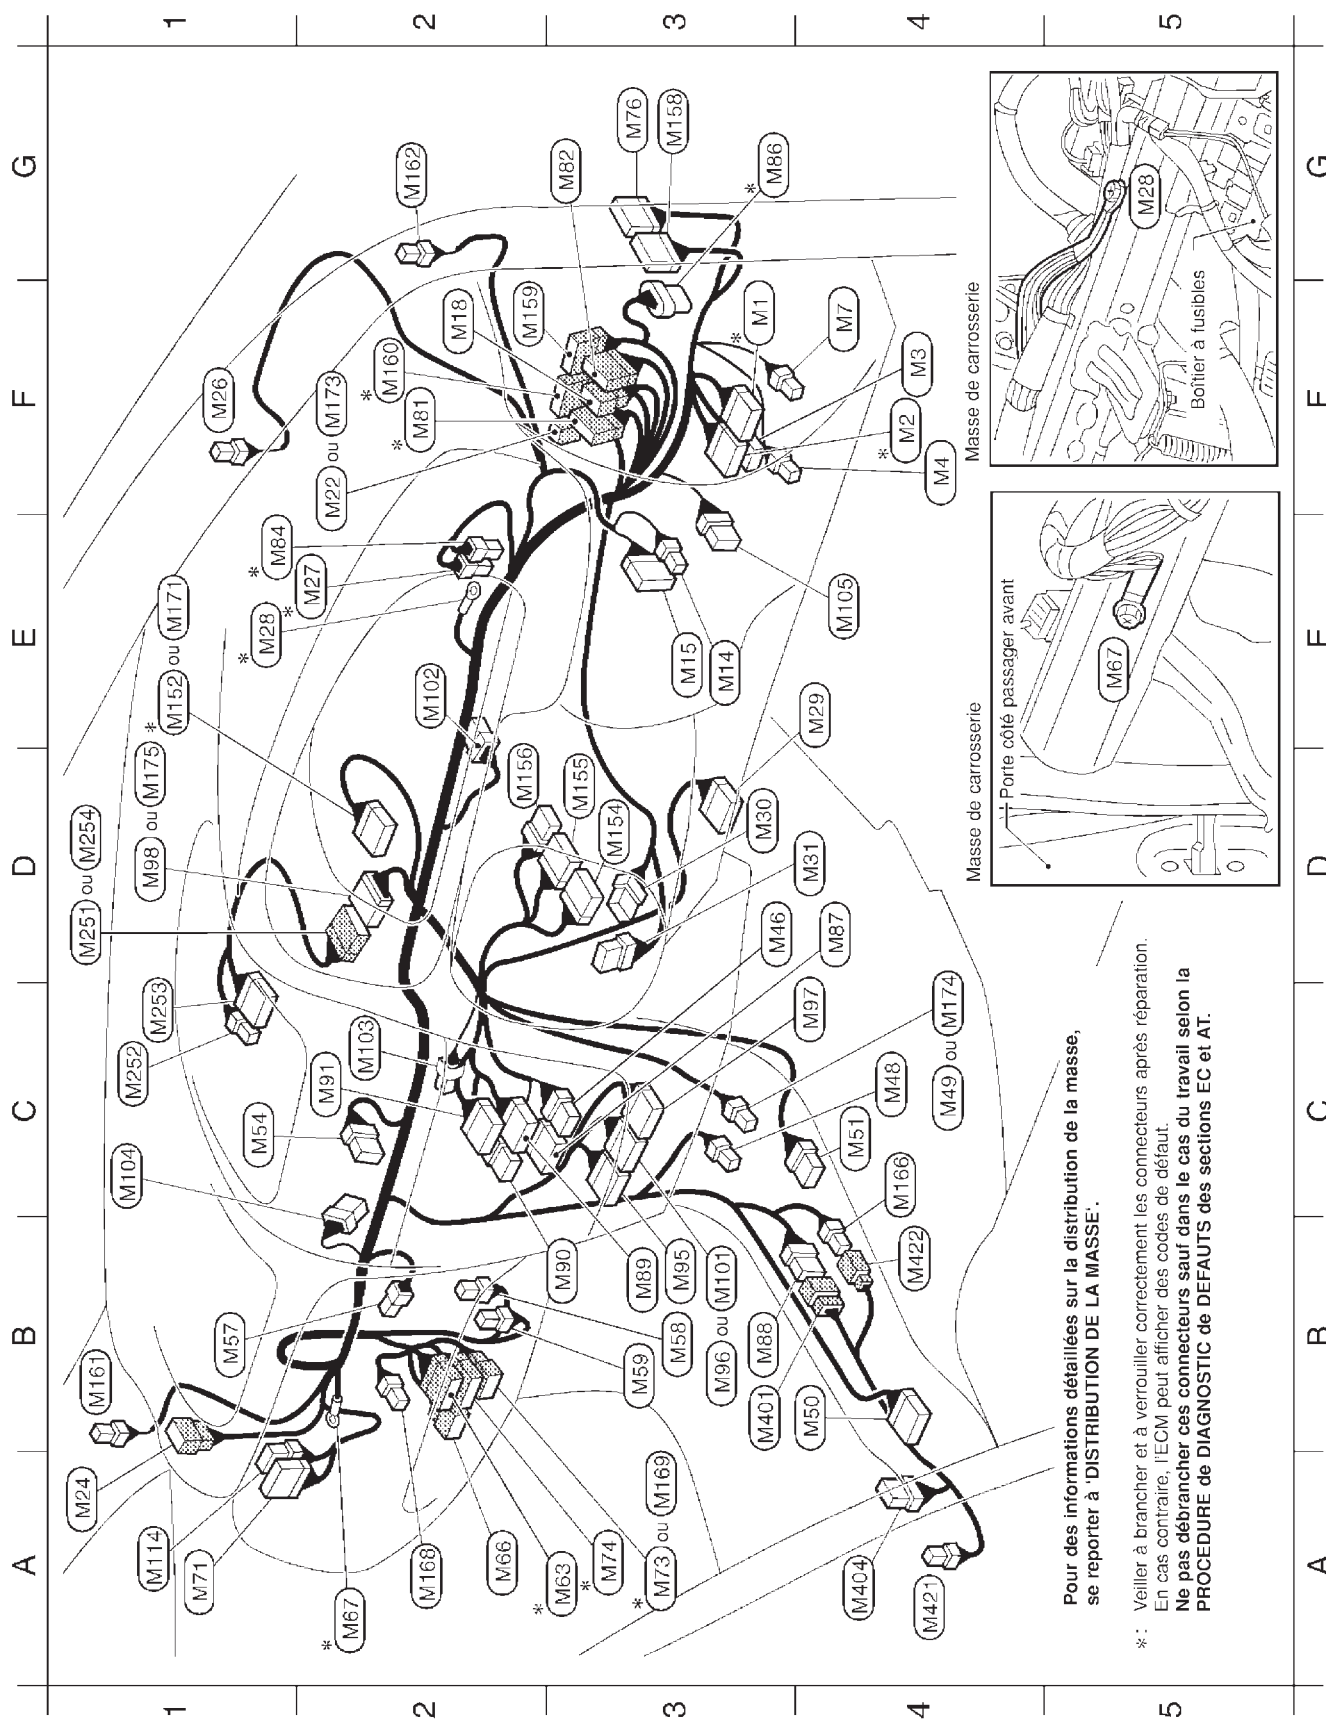 A
B
C
D
E
F
G
1
2
3
4
5
M161
M24
M114
M71
*
M67
M168
M66
*
M63
*
M74
*
M73 ou M169
M57
M59
M58
M90
M89
M95
M96 ou M101
M88
M401
M50
M404
M421
M422
M166
M51
M48
M49 ou M174
M97
M87
M46
M31
M30
M29
M104
M54
M91
M103
M252
M253
M251 ou M254
M98 ou M175
*
M152 ou M171
M102
M156
M155
M154
*
M28
*
M27
*
M84
M22 ou M173
M26
*
M81
*
M160
M18
M159
M82
M162
M76
M158
*
M86
*
M1
M7
M3
*
M2
M4
M105
M14
M15
Masse de carrosserie
Porte côté passager avant
M67
Masse de carrosserie
M28
Boîtier à fusibles
Pour des informations détaillées sur la distribution de la masse,
se reporter à 'DISTRIBUTION DE LA MASSE'.
*: Veiller à brancher et à verrouiller correctement les connecteurs après réparation.
En cas contraire, l'ECM peut afficher des codes de défaut.
Ne pas débrancher ces connecteurs sauf dans le cas du travail selon la
PROCEDURE de DIAGNOSTIC de DEFAUTS des sections EC et AT.
A
B
C
D
E
F
G
1
2
3
4
5